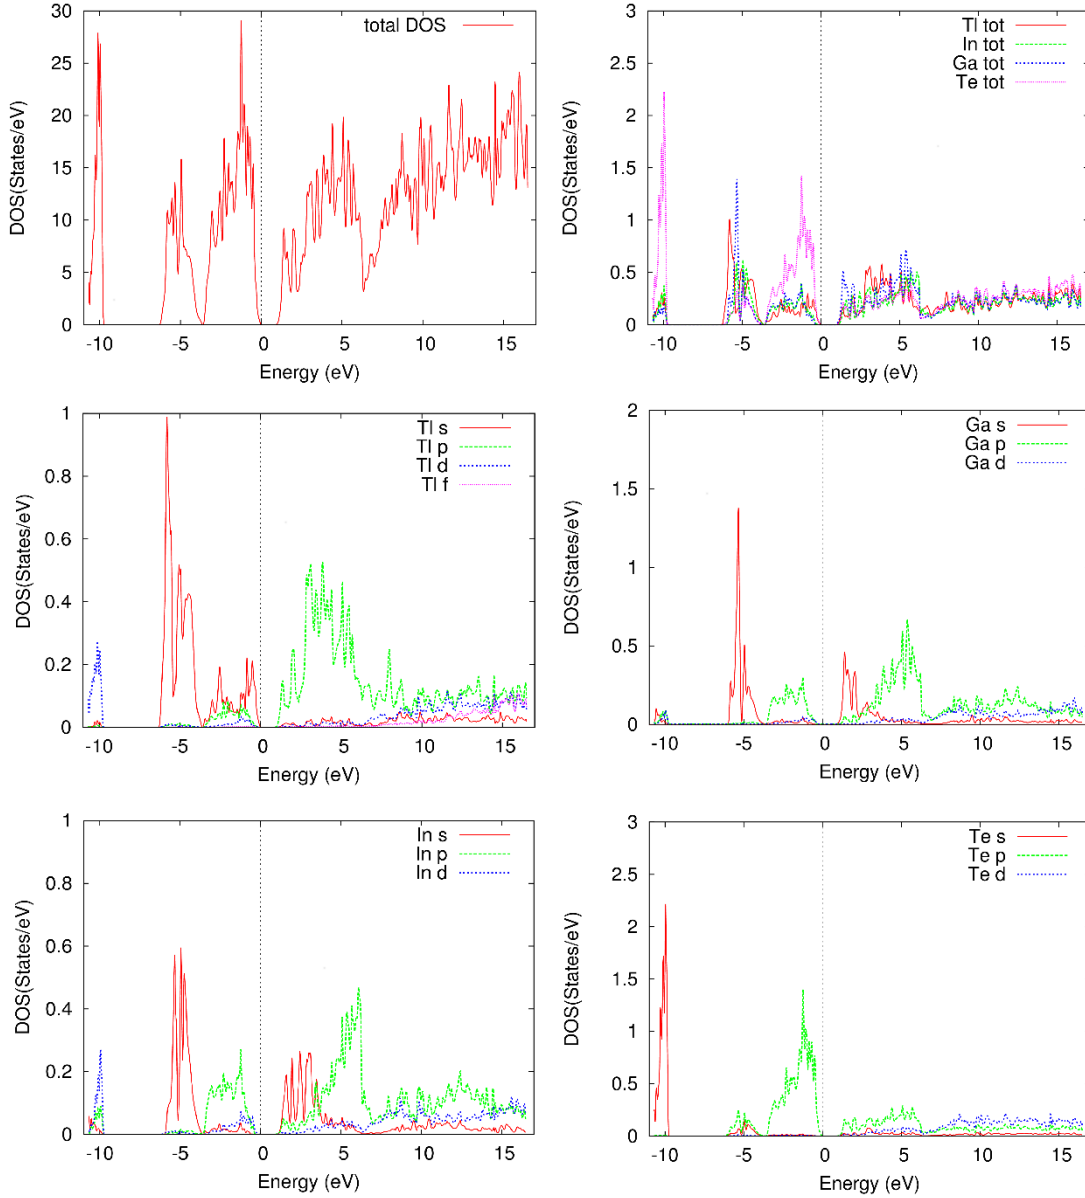 total DOS
30
25
20
15
10
5
0
DOS(States/eV)
-10 -5 0 5 10 15
Energy (eV)
Tl tot
In tot
Ga tot
Te tot
3
2.5
2
1.5
1
0.5
0
DOS(States/eV)
-10 -5 0 5 10 15
Energy (eV)
Tl s
Tl p
Tl d
Tl f
1
0.8
0.6
0.4
0.2
0
DOS(States/eV)
-10 -5 0 5 10 15
Energy (eV)
Ga s
Ga p
Ga d
2
1.5
1
0.5
0
DOS(States/eV)
-10 -5 0 5 10 15
Energy (eV)
In s
In p
In d
1
0.8
0.6
0.4
0.2
0
DOS(States/eV)
-10 -5 0 5 10 15
Energy (eV)
Te s
Te p
Te d
3
2.5
2
1.5
1
0.5
0
DOS(States/eV)
-10 -5 0 5 10 15
Energy (eV)